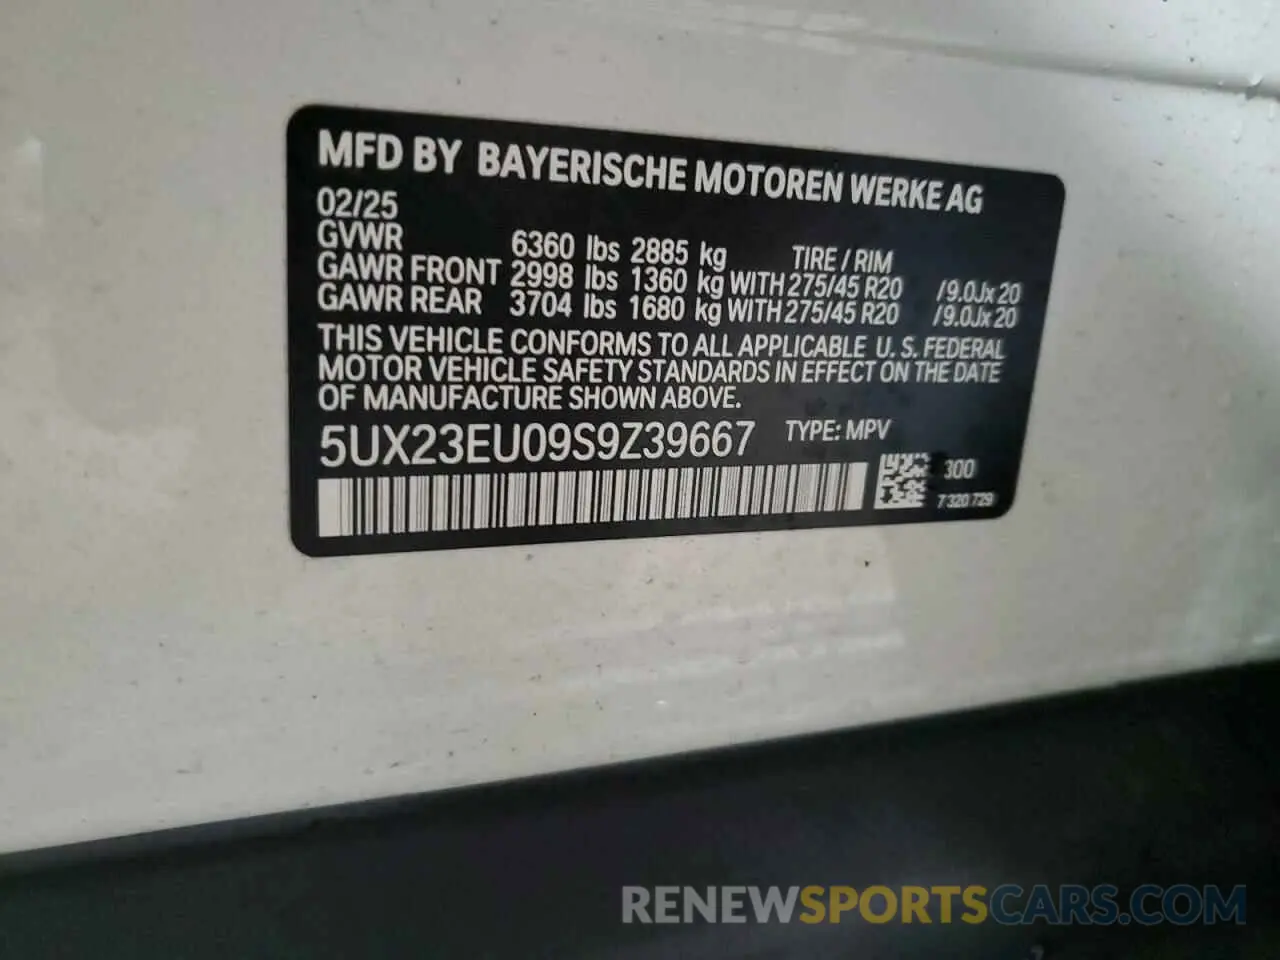 MFD BY BAYERISCHE MOTOREN WERKE AG
02/25
GVWR 6360 lbs 2885 kg TIRE / RIM
GAWR FRONT 2998 lbs 1360 kg WITH 275/45 R20 /9.0Jx20
GAWR REAR 3704 lbs 1680 kg WITH 275/45 R20 /9.0Jx20
THIS VEHICLE CONFORMS TO ALL APPLICABLE U.S. FEDERAL
MOTOR VEHICLE SAFETY STANDARDS IN EFFECT ON THE DATE
OF MANUFACTURE SHOWN ABOVE.
5UX23EU09S9Z39667 TYPE: MPV
300
7 320 729
RENEWSPORTSCARS.COM